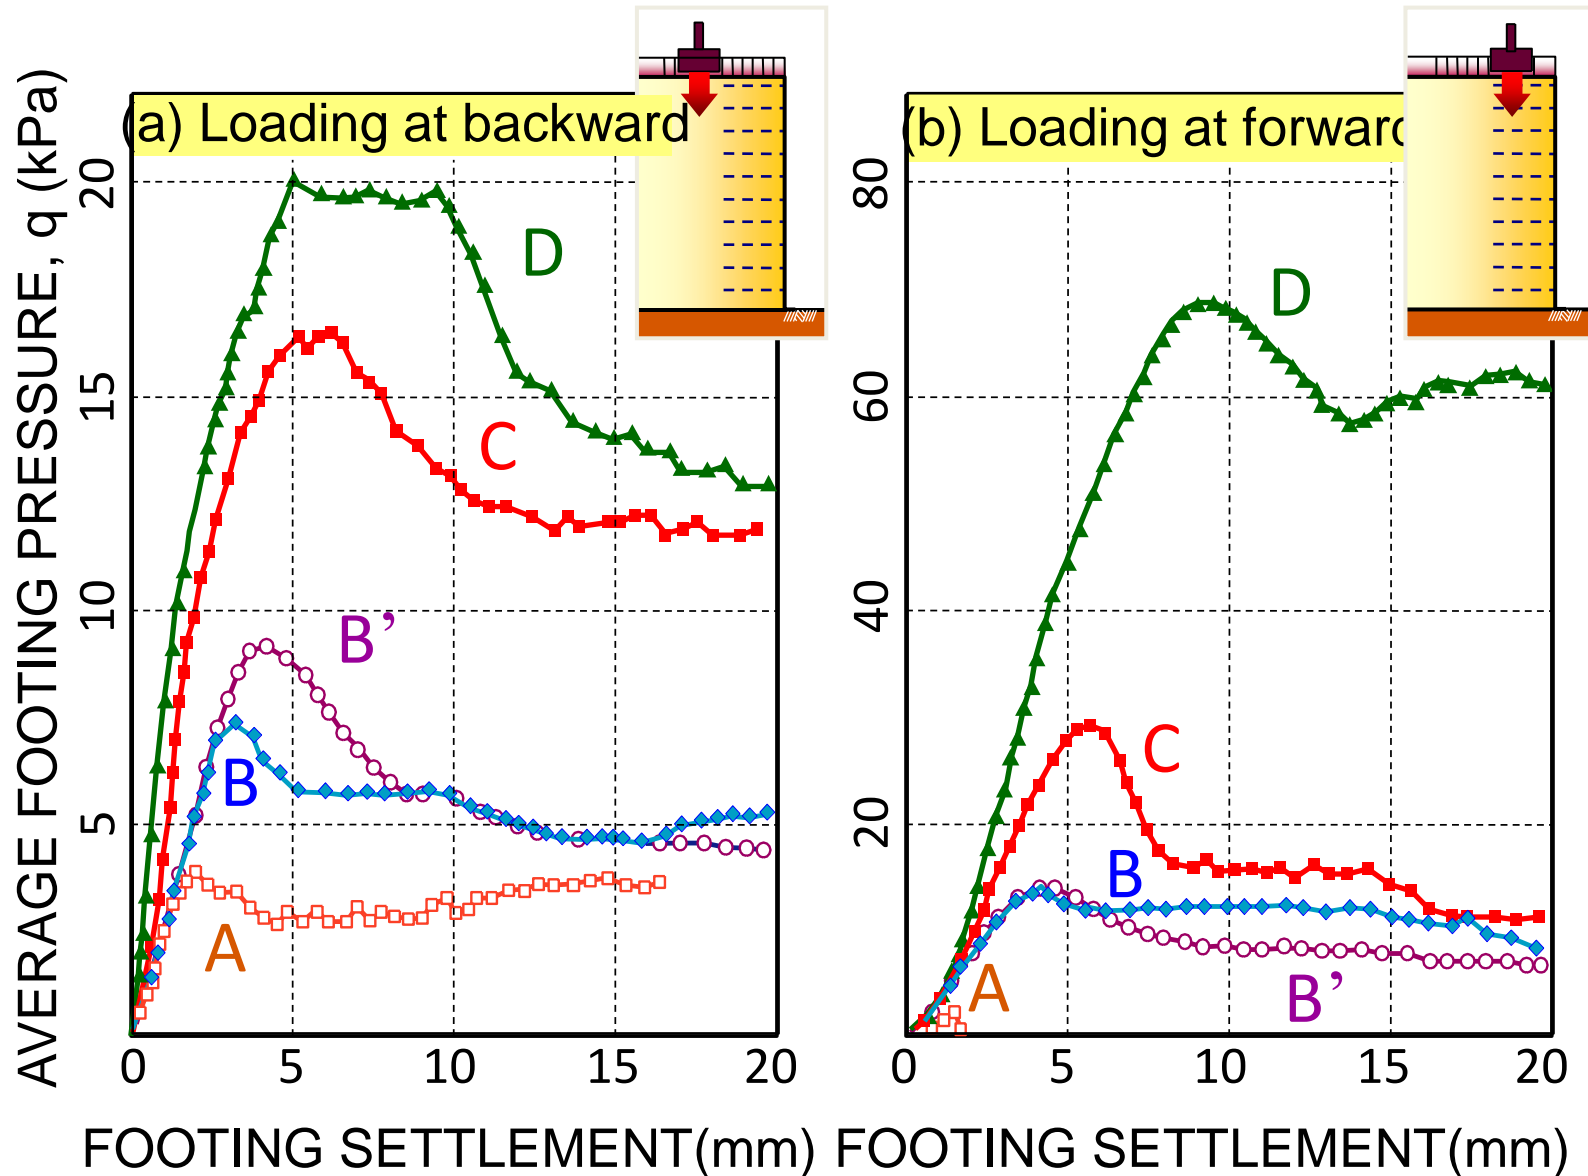 AVERAGE FOOTING PRESSURE, q (kPa)
(a) Loading at backward
20
15
10
5
D
C
B’
B
A
0 5 10 15 20
FOOTING SETTLEMENT(mm)
(b) Loading at forward
80
60
40
20
D
C
B
A
B’
0 5 10 15 20
FOOTING SETTLEMENT(mm)